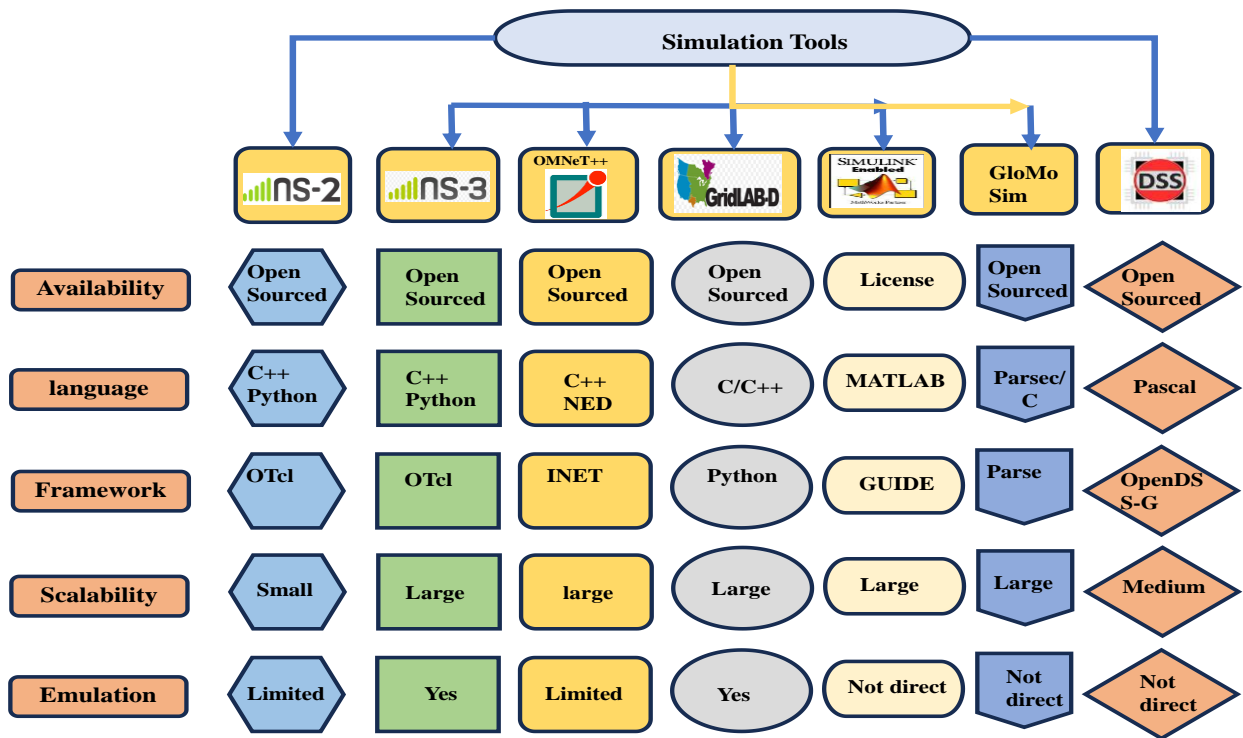 Simulation Tools
ns-2
ns-3
OMNeT++
GridLAB-D
SIMULINK®
Enabled
MathWorks Partner
GloMo
Sim
DSS
Availability
Open
Sourced
Open
Sourced
Open
Sourced
Open
Sourced
License
Open
Sourced
Open
Sourced
language
C++
Python
C++
Python
C++
NED
C/C++
MATLAB
Parsec/
C
Pascal
Framework
OTcl
OTcl
INET
Python
GUIDE
Parse
OpenDS
S-G
Scalability
Small
Large
large
Large
Large
Large
Medium
Emulation
Limited
Yes
Limited
Yes
Not direct
Not
direct
Not
direct